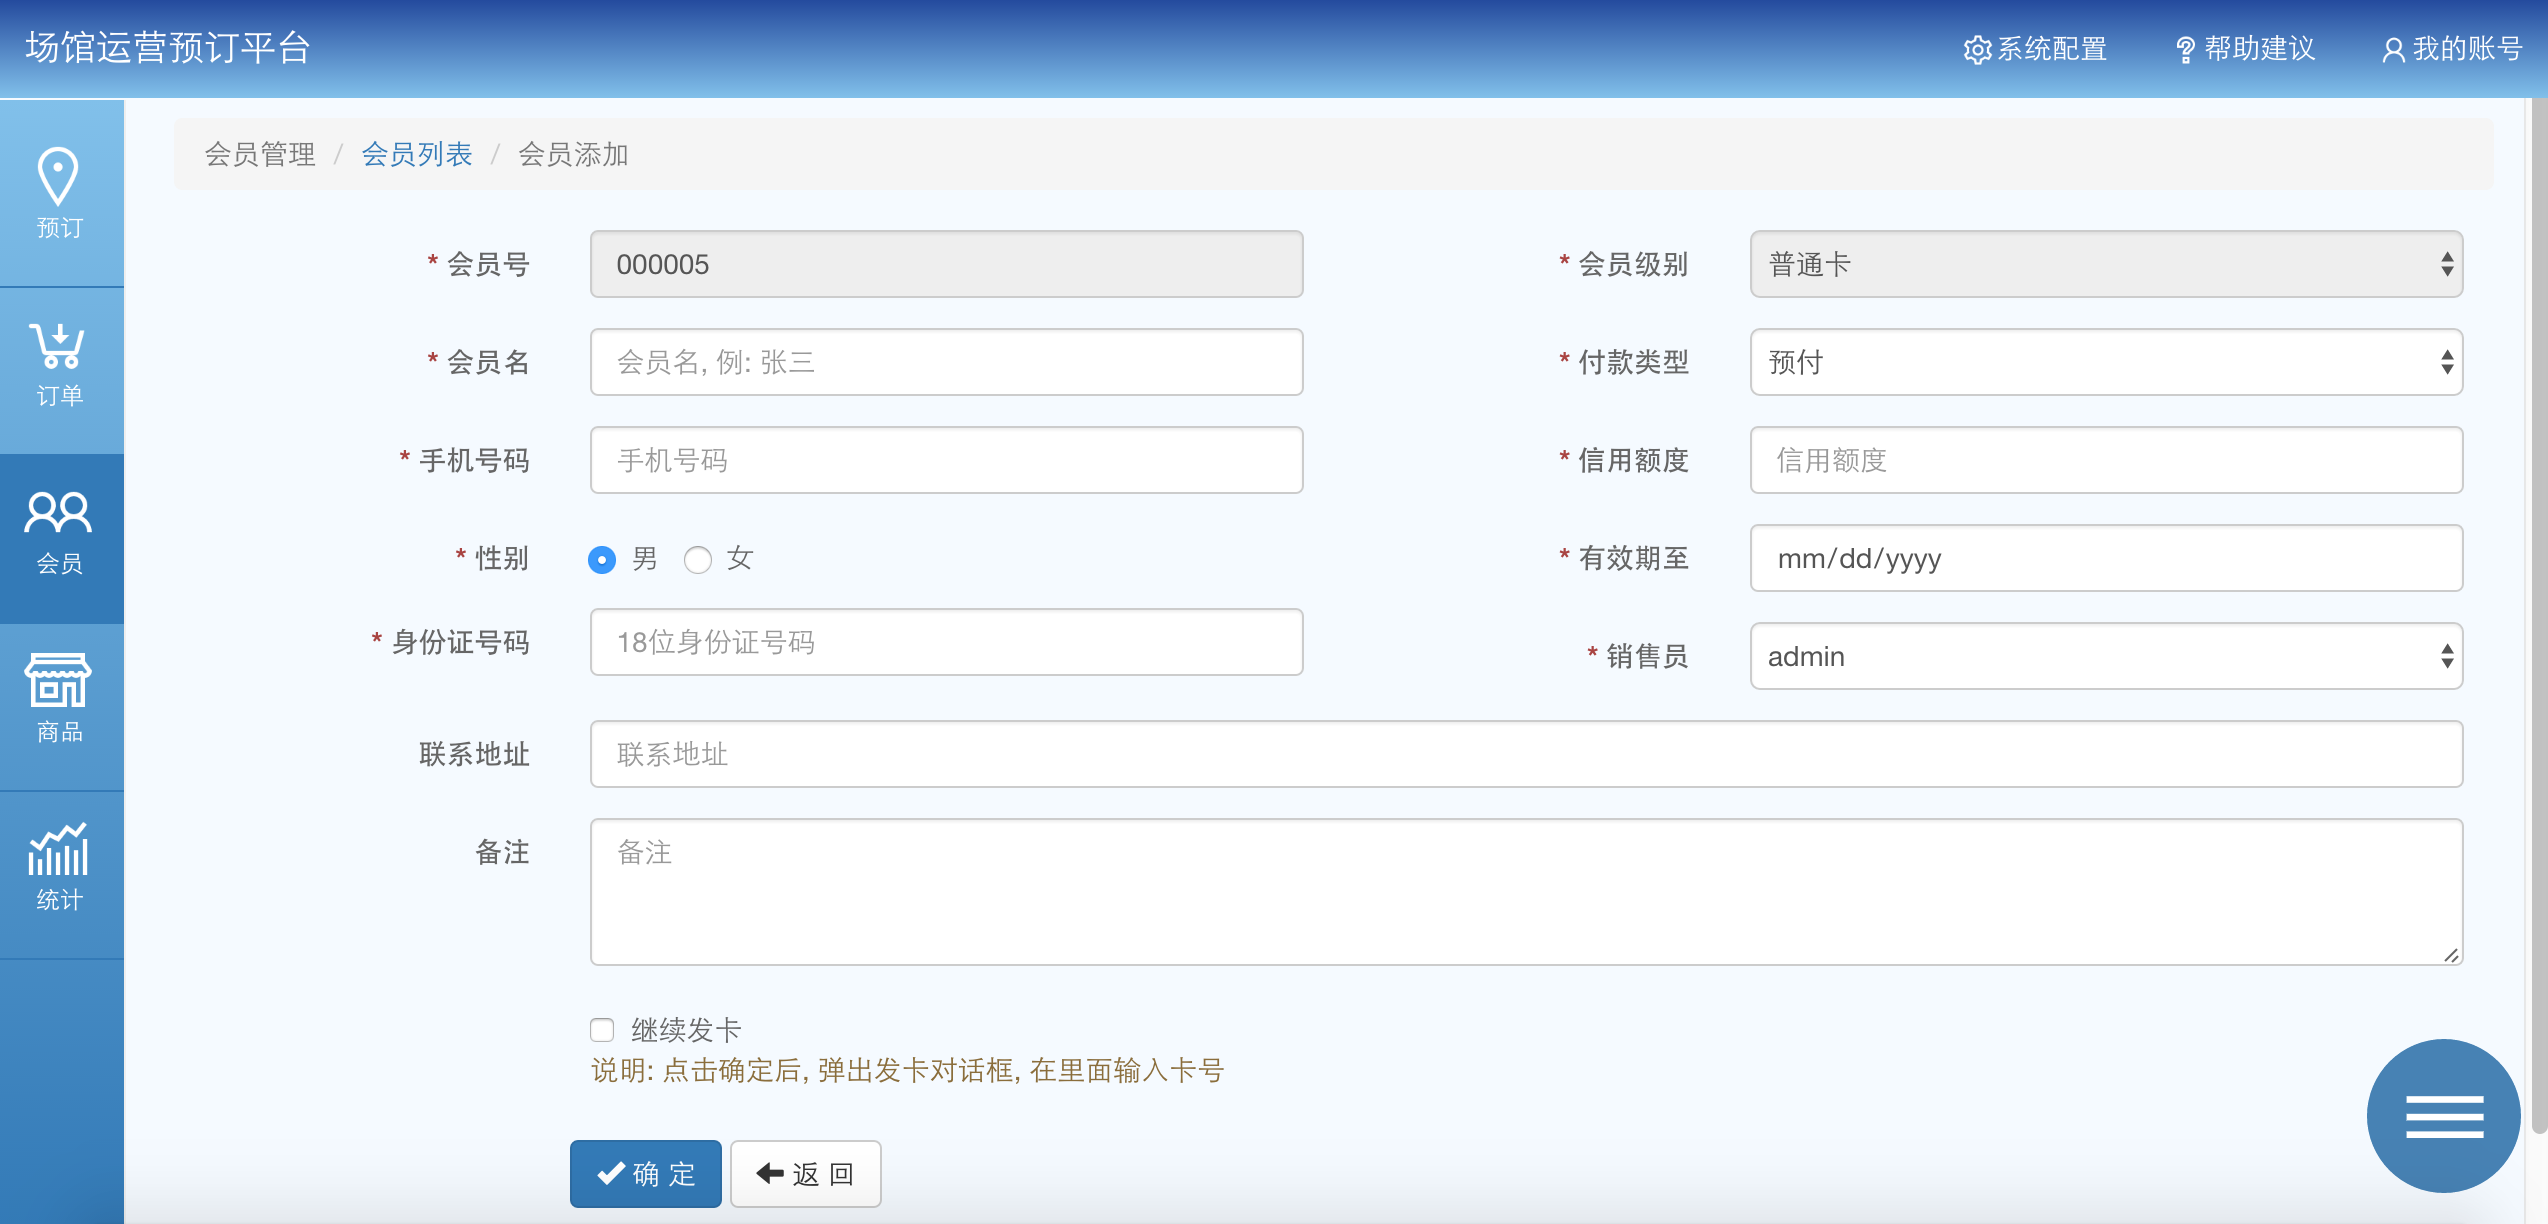 场馆运营预订平台
系统配置 帮助建议 我的账号
预订
订单
会员
商品
统计
会员管理 / 会员列表 / 会员添加
* 会员号 000005 * 会员级别 普通卡
* 会员名 会员名, 例: 张三 * 付款类型 预付
* 手机号码 手机号码 * 信用额度 信用额度
* 性别 男 女 * 有效期至 mm/dd/yyyy
* 身份证号码 18位身份证号码 * 销售员 admin
联系地址 联系地址
备注 备注
继续发卡
说明: 点击确定后, 弹出发卡对话框, 在里面输入卡号
确 定 返 回